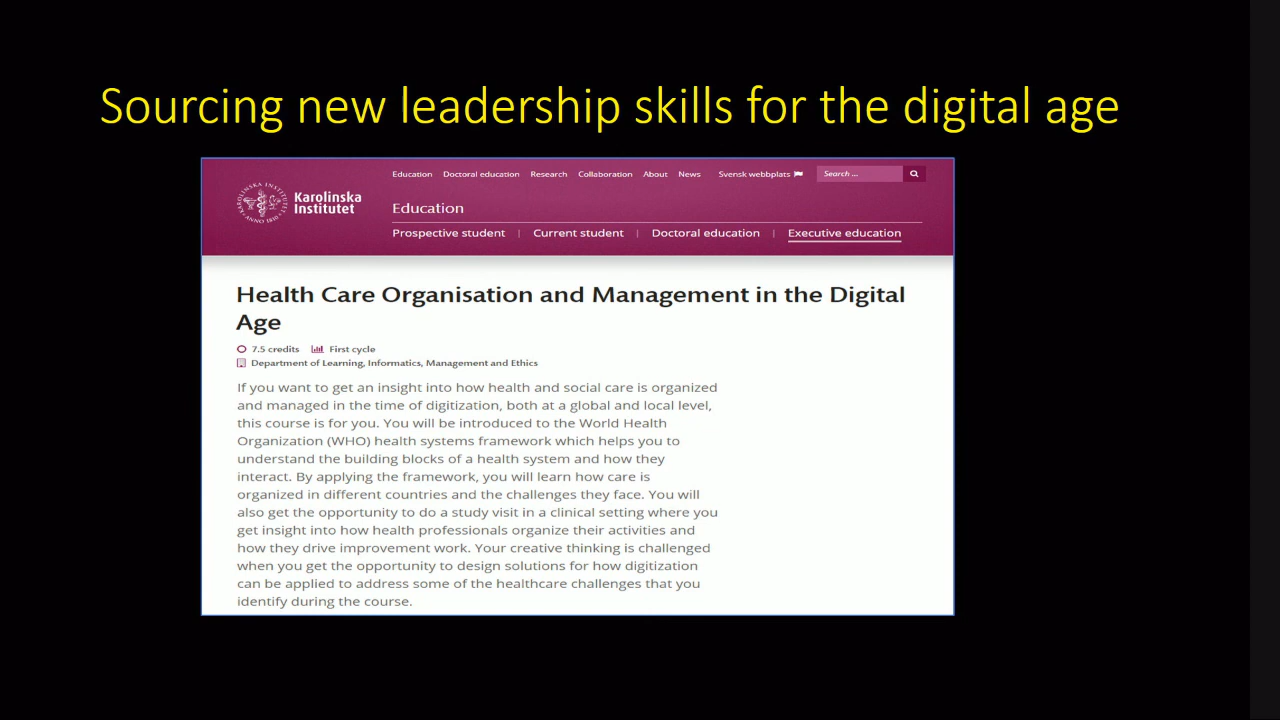 Sourcing new leadership skills for the digital age
Education Doctoral education Research Collaboration About News Svensk webbplats Search ...
KAROLINSKA INSTITUTET ANNO 1810
Karolinska
Institutet
Education
Prospective student | Current student | Doctoral education | Executive education
Health Care Organisation and Management in the Digital
Age
7.5 credits First cycle
Department of Learning, Informatics, Management and Ethics
If you want to get an insight into how health and social care is organized
and managed in the time of digitization, both at a global and local level,
this course is for you. You will be introduced to the World Health
Organization (WHO) health systems framework which helps you to
understand the building blocks of a health system and how they
interact. By applying the framework, you will learn how care is
organized in different countries and the challenges they face. You will
also get the opportunity to do a study visit in a clinical setting where you
get insight into how health professionals organize their activities and
how they drive improvement work. Your creative thinking is challenged
when you get the opportunity to design solutions for how digitization
can be applied to address some of the healthcare challenges that you
identify during the course.